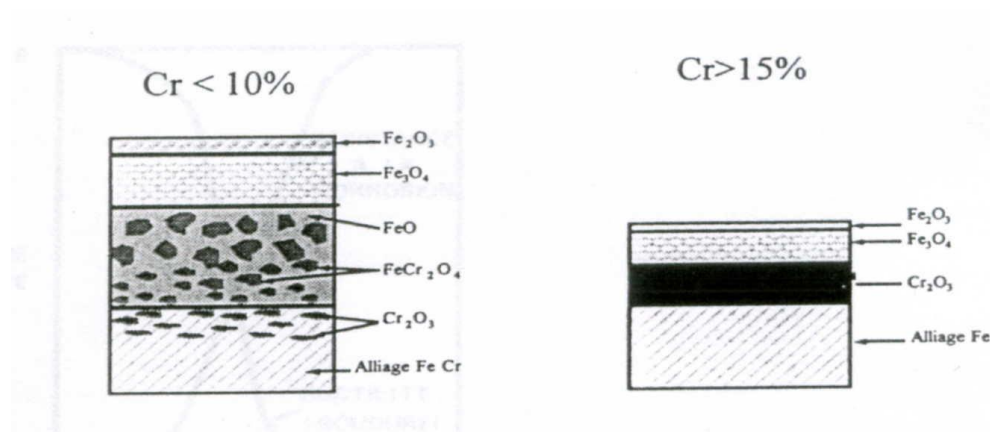 Cr < 10%
Fe₂O₃
Fe₃O₄
FeO
FeCr₂O₄
Cr₂O₃
Alliage Fe Cr
Cr>15%
Fe₂O₃
Fe₃O₄
Cr₂O₃
Alliage Fe